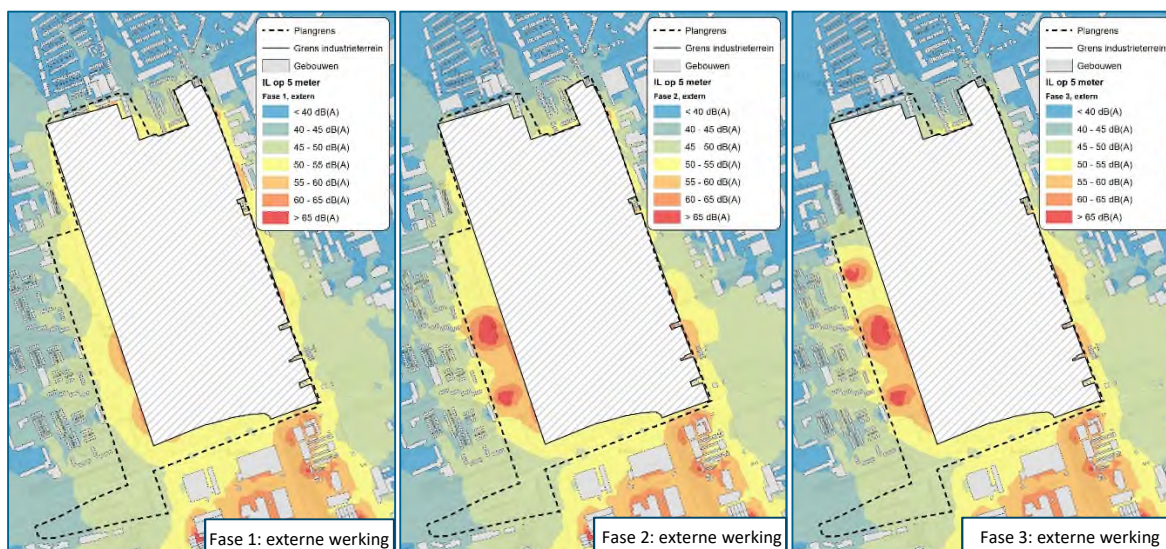 Plangrens
Grens industrieterrein
Gebouwen
IL op 5 meter
Fase 1, extern
< 40 dB(A)
40 - 45 dB(A)
45 - 50 dB(A)
50 - 55 dB(A)
55 - 60 dB(A)
60 - 65 dB(A)
> 65 dB(A)
Fase 1: externe werking
Plangrens
Grens industrieterrein
Gebouwen
IL op 5 meter
Fase 2, extern
< 40 dB(A)
40 - 45 dB(A)
45 - 50 dB(A)
50 - 55 dB(A)
55 - 60 dB(A)
60 - 65 dB(A)
> 65 dB(A)
Fase 2: externe werking
Plangrens
Grens industrieterrein
Gebouwen
IL op 5 meter
Fase 3, extern
< 40 dB(A)
40 - 45 dB(A)
45 - 50 dB(A)
50 - 55 dB(A)
55 - 60 dB(A)
60 - 65 dB(A)
> 65 dB(A)
Fase 3: externe werking